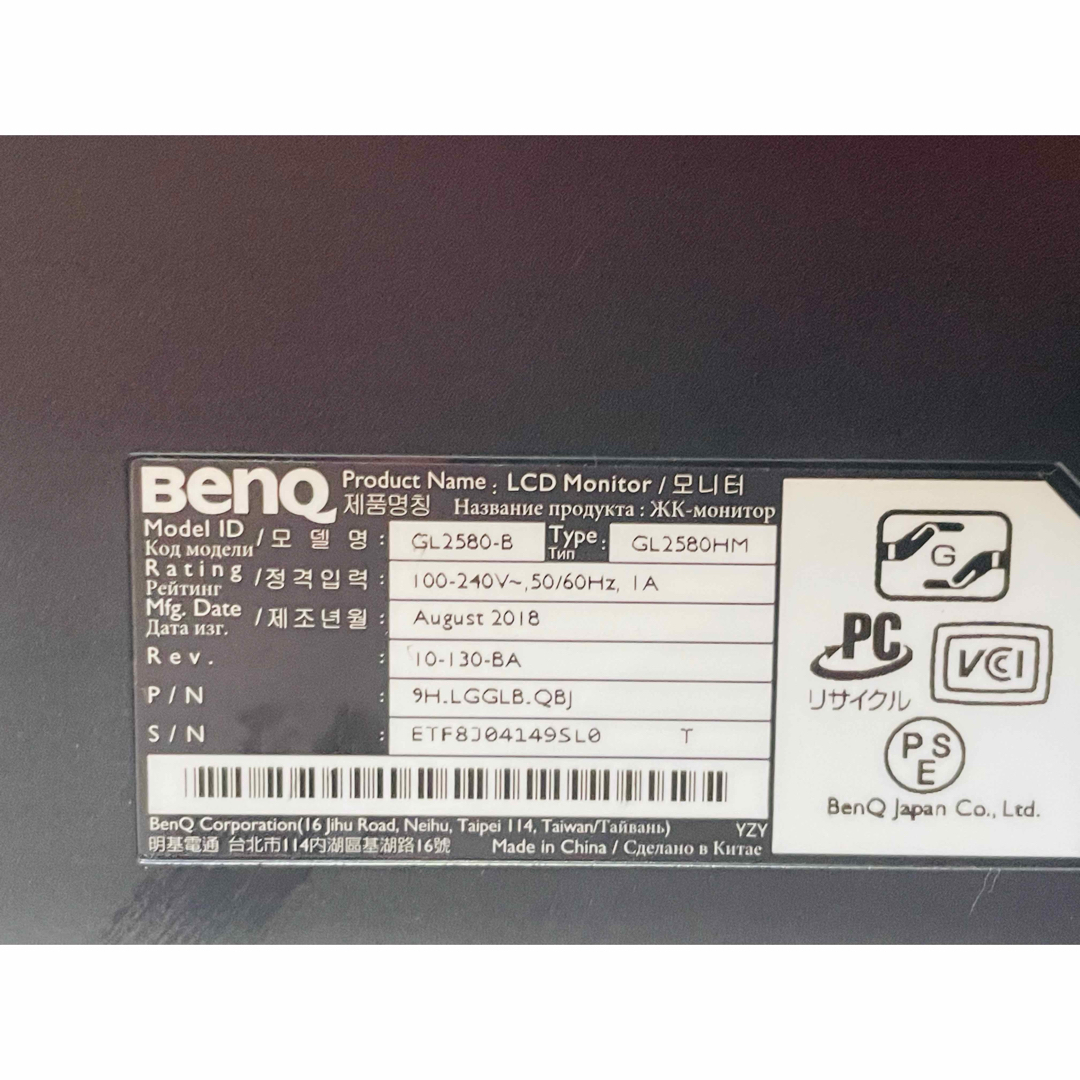 BenQ Product Name : LCD Monitor / 모니터
제품명칭 Название продукта : ЖК-монитор
Model ID / 모 델 명 : GL2580-B Type : GL2580HM
Код модели Тип
Rating / 정격입력 : 100-240V~,50/60Hz, 1A
Рейтинг
Mfg. Date / 제조년월 : August 2018
Дата изг.
Rev. : 10-130-BA
P/N : 9H.LGGLB.QBJ
S/N : ETF8J04149SL0 T
BenQ Corporation(16 Jihu Road, Neihu, Taipei 114, Taiwan/Тайвань) YZY
明基電通 台北市114內湖區基湖路16號 Made in China / Сделано в Китае
G
PC
リサイクル
VCCI
PSE
BenQ Japan Co., Ltd.